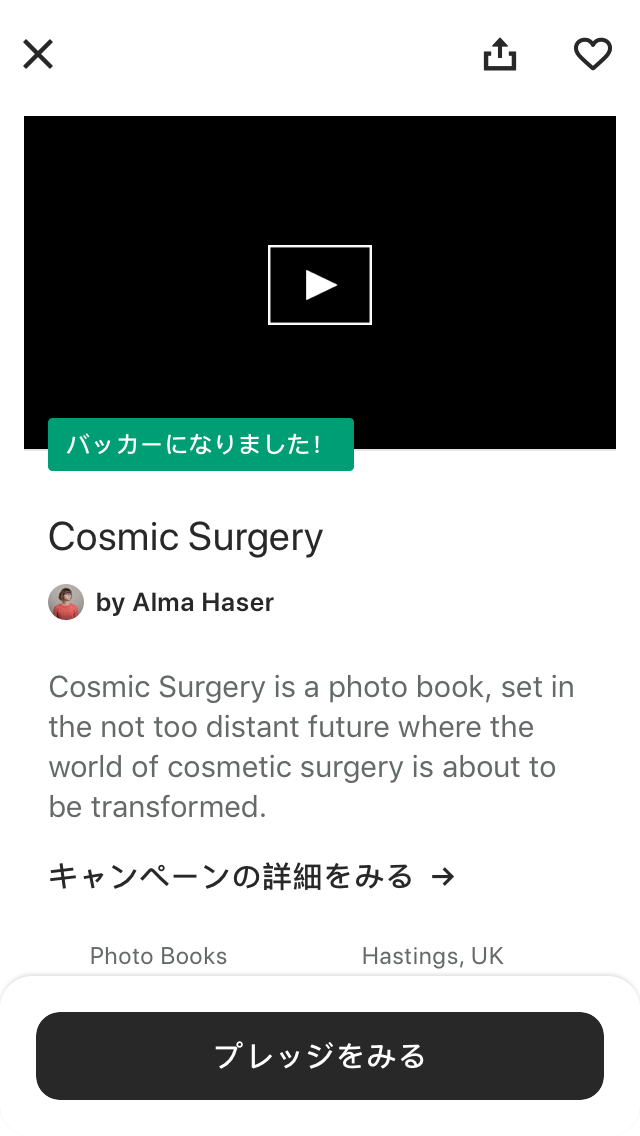 バッカーになりました！
Cosmic Surgery
by Alma Haser
Cosmic Surgery is a photo book, set in
the not too distant future where the
world of cosmetic surgery is about to
be transformed.
キャンペーンの詳細をみる →
Photo Books
Hastings, UK
プレッジをみる